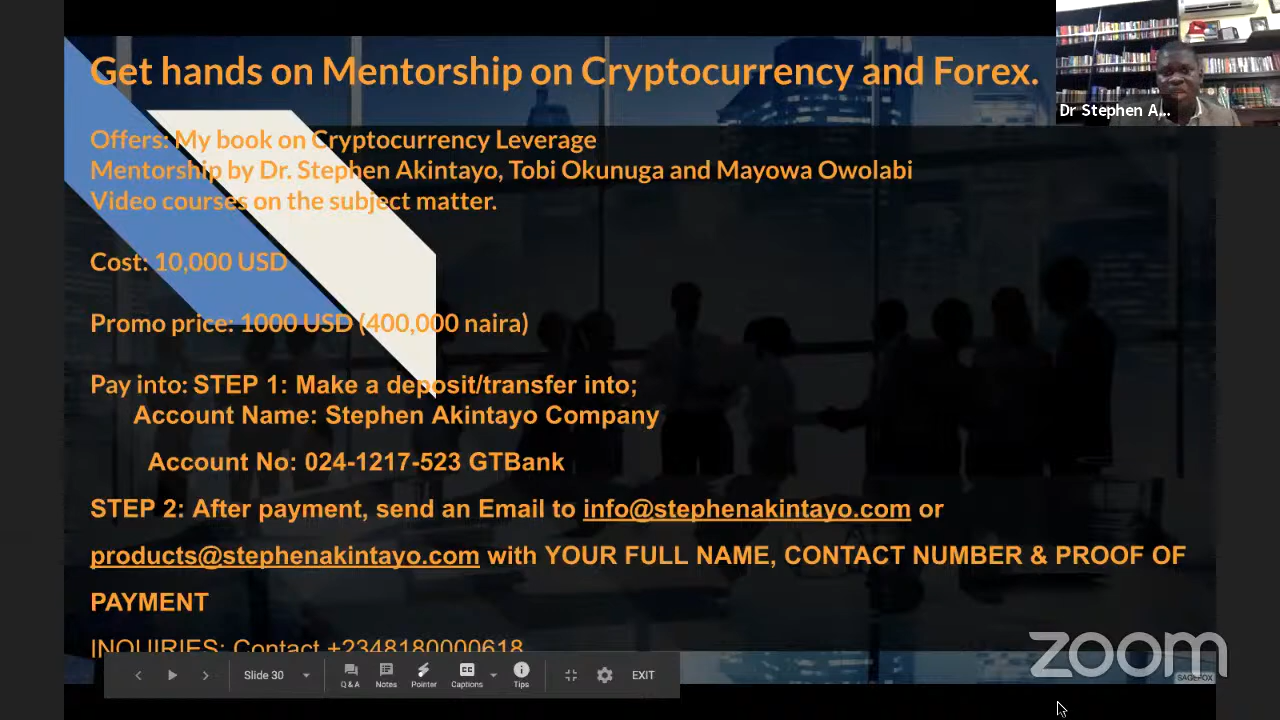 Get hands on Mentorship on Cryptocurrency and Forex.
Dr Stephen A...
Offers: My book on Cryptocurrency Leverage
Mentorship by Dr. Stephen Akintayo, Tobi Okunuga and Mayowa Owolabi
Video courses on the subject matter.
Cost: 10,000 USD
Promo price: 1000 USD (400,000 naira)
Pay into: STEP 1: Make a deposit/transfer into;
Account Name: Stephen Akintayo Company
Account No: 024-1217-523 GTBank
STEP 2: After payment, send an Email to info@stephenakintayo.com or
products@stephenakintayo.com with YOUR FULL NAME, CONTACT NUMBER & PROOF OF
PAYMENT
INQUIRIES: Contact +2348180000618
Slide 30
Q & A
Notes
Pointer
Captions
Tips
EXIT
zoom
SAGEFOX